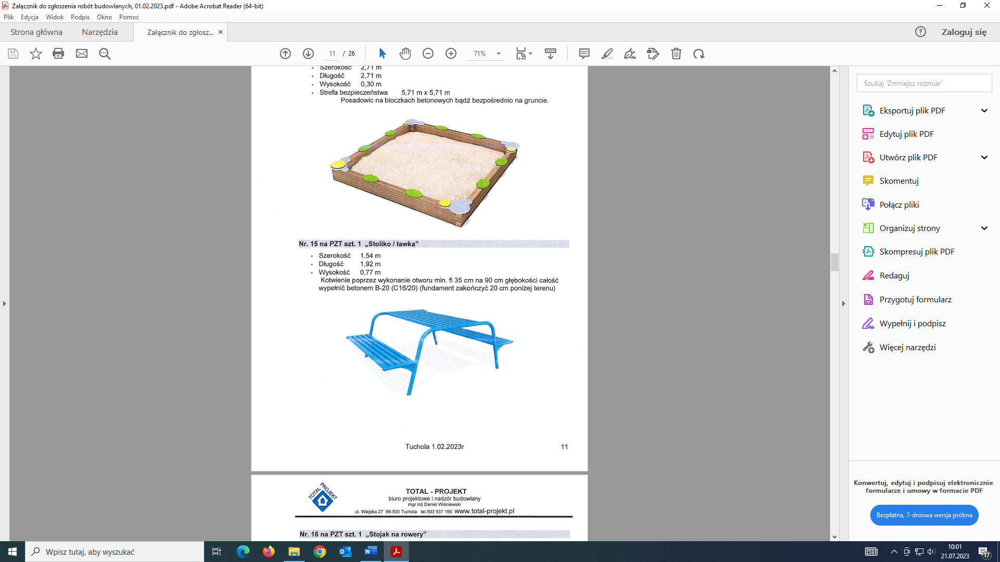 Załącznik do zgłoszenia robót budowlanych, 01.02.2023.pdf - Adobe Acrobat Reader (64-bit)
Plik Edycja Widok Podpis Okno Pomoc
Strona główna Narzędzia Załącznik do zgłosz... × Zaloguj się
11 / 26 71%
Szerokość 2,71 m
Długość 2,71 m
Wysokość 0,30 m
Strefa bezpieczeństwa 5,71 m x 5,71 m
Posadowic na bloczkach betonowych bądź bezpośrednio na gruncie.
Nr. 15 na PZT szt. 1 „Stoliko / ławka”
Szerokość 1,54 m
Długość 1,92 m
Wysokość 0,77 m
Kotwienie poprzez wykonanie otworu min. fi 35 cm na 90 cm głębokości całość
wypełnić betonem B-20 (C16/20) (fundament zakończyć 20 cm poniżej terenu)
Tuchola 1.02.2023r 11
TOTAL PROJEKT
TOTAL - PROJEKT
biuro projektowe i nadzór budowlany
mgr inż Daniel Wiśniewski
ul. Wiejska 27 89-500 Tuchola tel.503 537 156 www.total-projekt.pl
Nr. 16 na PZT szt. 1 „Stojak na rowery”
Szukaj 'Zmniejsz rozmiar'
Eksportuj plik PDF
Edytuj plik PDF
Utwórz plik PDF
Skomentuj
Połącz pliki
Organizuj strony
Skompresuj plik PDF
Redaguj
Przygotuj formularz
Wypełnij i podpisz
Więcej narzędzi
Konwertuj, edytuj i podpisuj elektronicznie
formularze i umowy w formacie PDF
Bezpłatna, 7-dniowa wersja próbna
Wpisz tutaj, aby wyszukać
10:01
21.07.2023
17